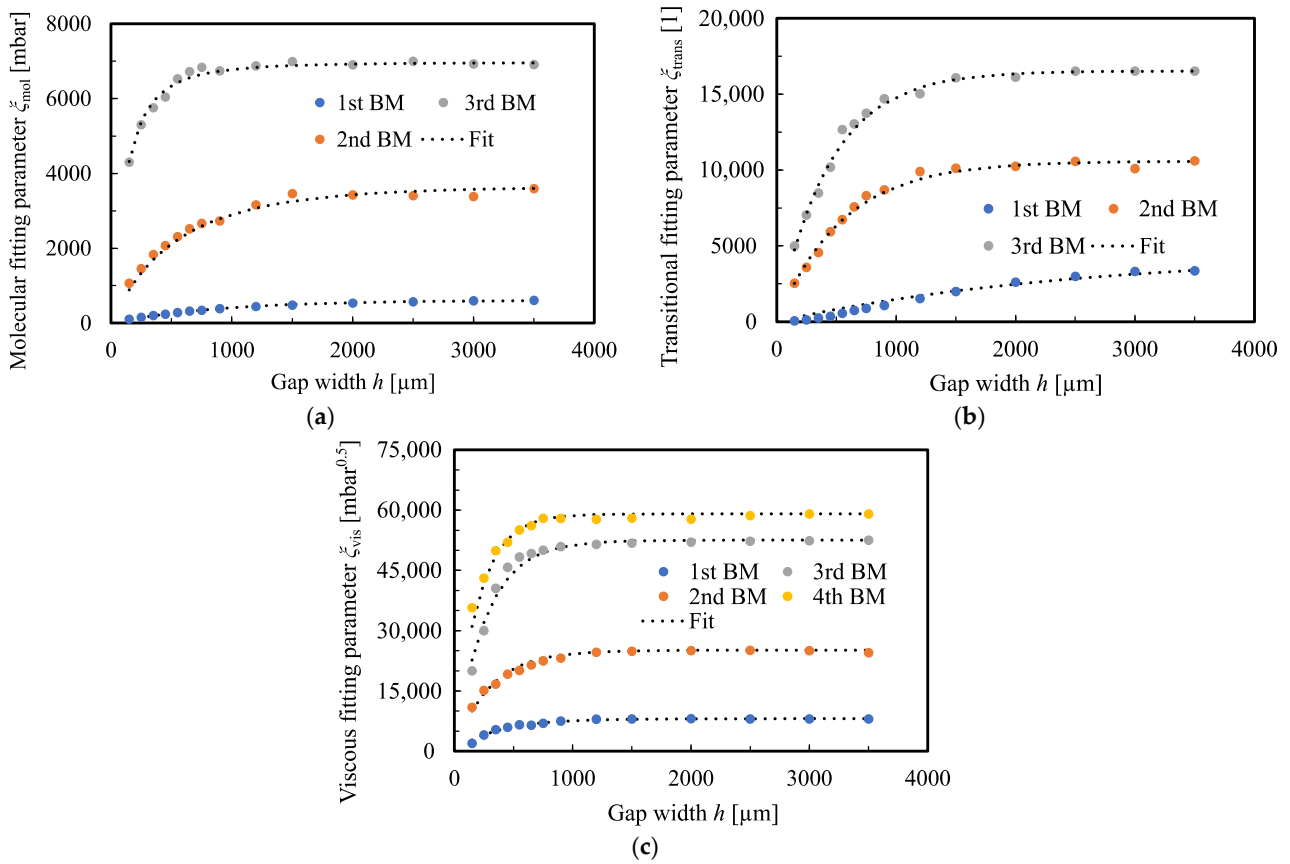 Molecular fitting parameter ξmol [mbar]
8000
6000
4000
2000
0
1st BM
3rd BM
2nd BM
Fit
0 1000 2000 3000 4000
Gap width h [µm]
(a)
Transitional fitting parameter ξtrans [1]
20,000
15,000
10,000
5000
0
1st BM
2nd BM
3rd BM
Fit
0 1000 2000 3000 4000
Gap width h [µm]
(b)
Viscous fitting parameter ξvis [mbar0.5]
75,000
60,000
45,000
30,000
15,000
0
1st BM
3rd BM
2nd BM
4th BM
Fit
0 1000 2000 3000 4000
Gap width h [µm]
(c)